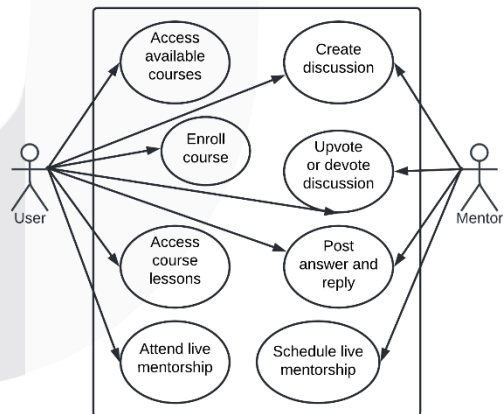 Access
available
courses
Create
discussion
Enroll
course
Upvote
or devote
discussion
User
Mentor
Access
course
lessons
Post
answer and
reply
Attend live
mentorship
Schedule live
mentorship